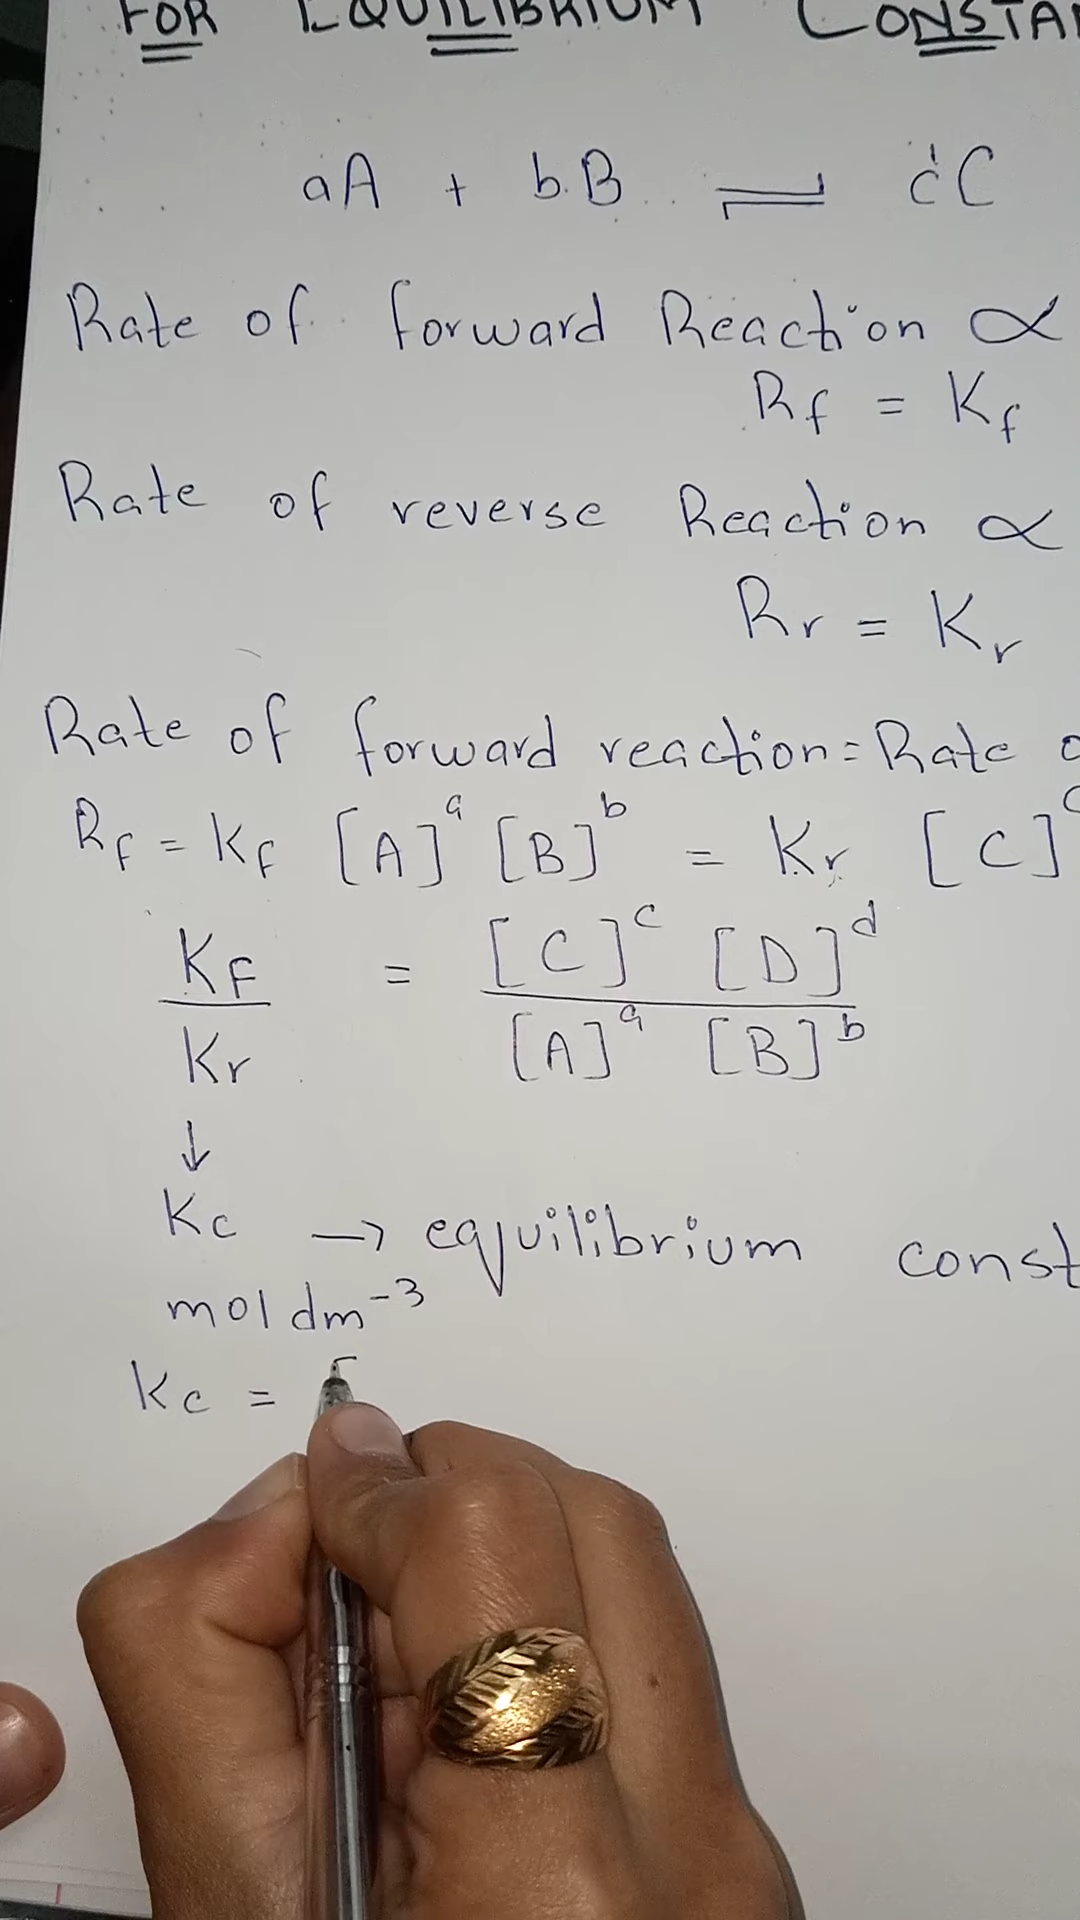 FOR EQUILIBRIUM CONSTA
aA + bB ⇌ cC
Rate of forward Reaction ∝
Rf = Kf
Rate of reverse Reaction ∝
Rr = Kr
Rate of forward reaction = Rate
Rf = Kf [A]ᵃ [B]ᵇ = Kr [C]ᶜ
KF / Kr = [C]ᶜ [D]ᵈ / [A]ᵃ [B]ᵇ
↓
Kc → equilibrium const
mol dm⁻³
Kc = [